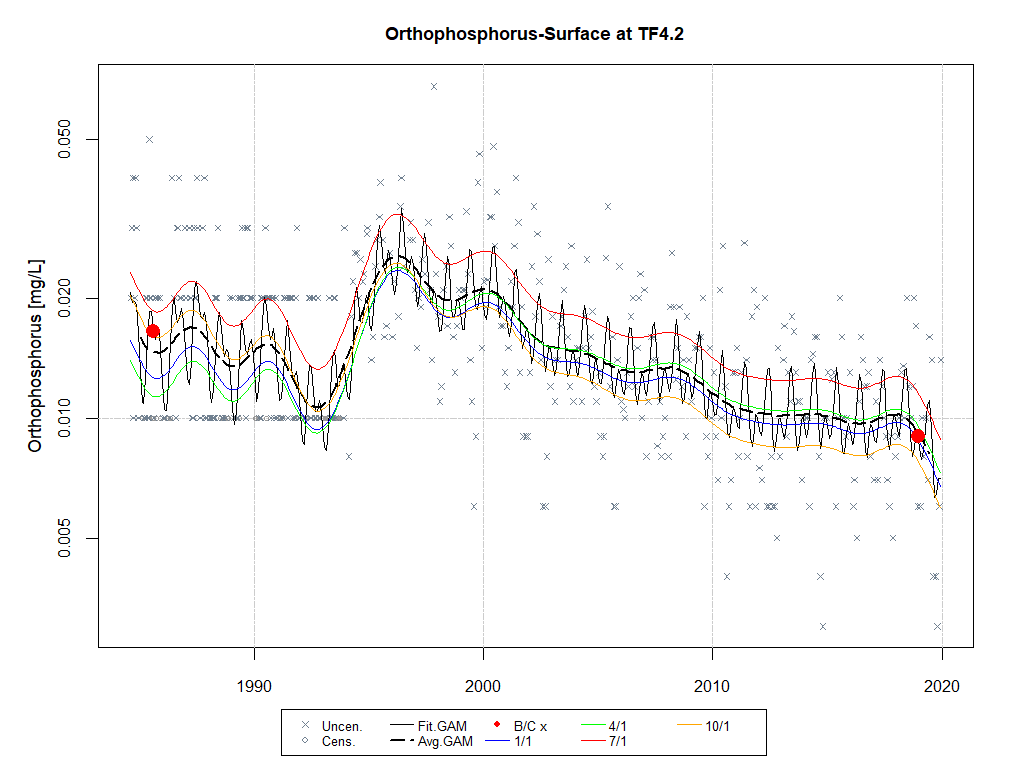 Orthophosphorus-Surface at TF4.2
Orthophosphorus [mg/L]
0.050
0.020
0.010
0.005
1990 2000 2010 2020
Uncen. Fit.GAM B/C x 4/1 10/1
Cens. Avg.GAM 1/1 7/1